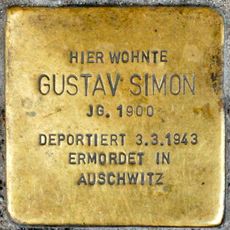 HIER WOHNTE
GUSTAV SIMON
JG. 1900
DEPORTIERT 3.3.1943
ERMORDET IN
AUSCHWITZ